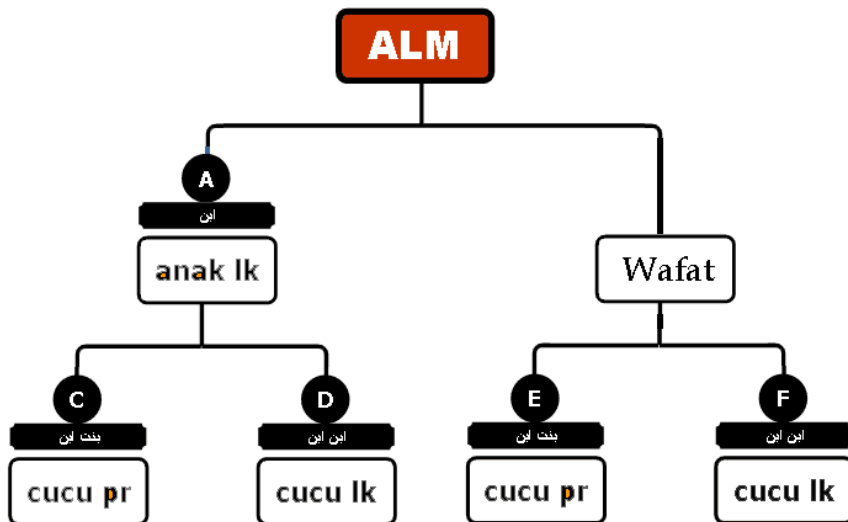 ALM
A
ابن
anak lk
Wafat
C
D
E
F
بنت ابن
ابن ابن
بنت ابن
ابن ابن
cucu pr
cucu lk
cucu pr
cucu lk